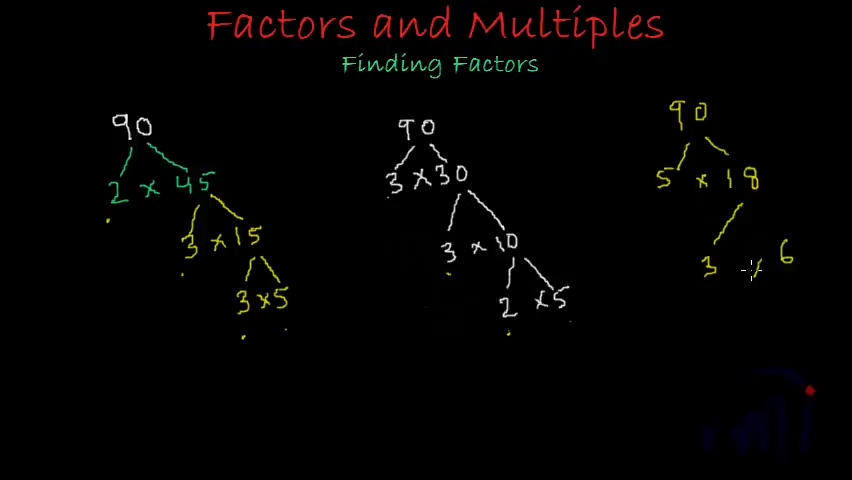 Factors and Multiples
Finding Factors
90
2 × 45
3 × 15
3 × 5
90
3 × 30
3 × 10
2 × 5
90
5 × 18
3 × 6